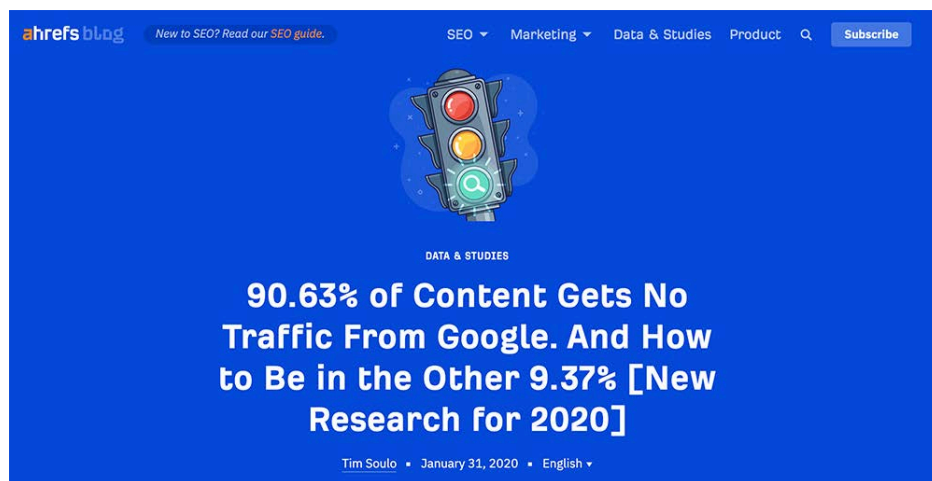 ahrefs blog New to SEO? Read our SEO guide. SEO Marketing Data & Studies Product Subscribe
DATA & STUDIES
90.63% of Content Gets No
Traffic From Google. And How
to Be in the Other 9.37% [New
Research for 2020]
Tim Soulo ▪ January 31, 2020 ▪ English